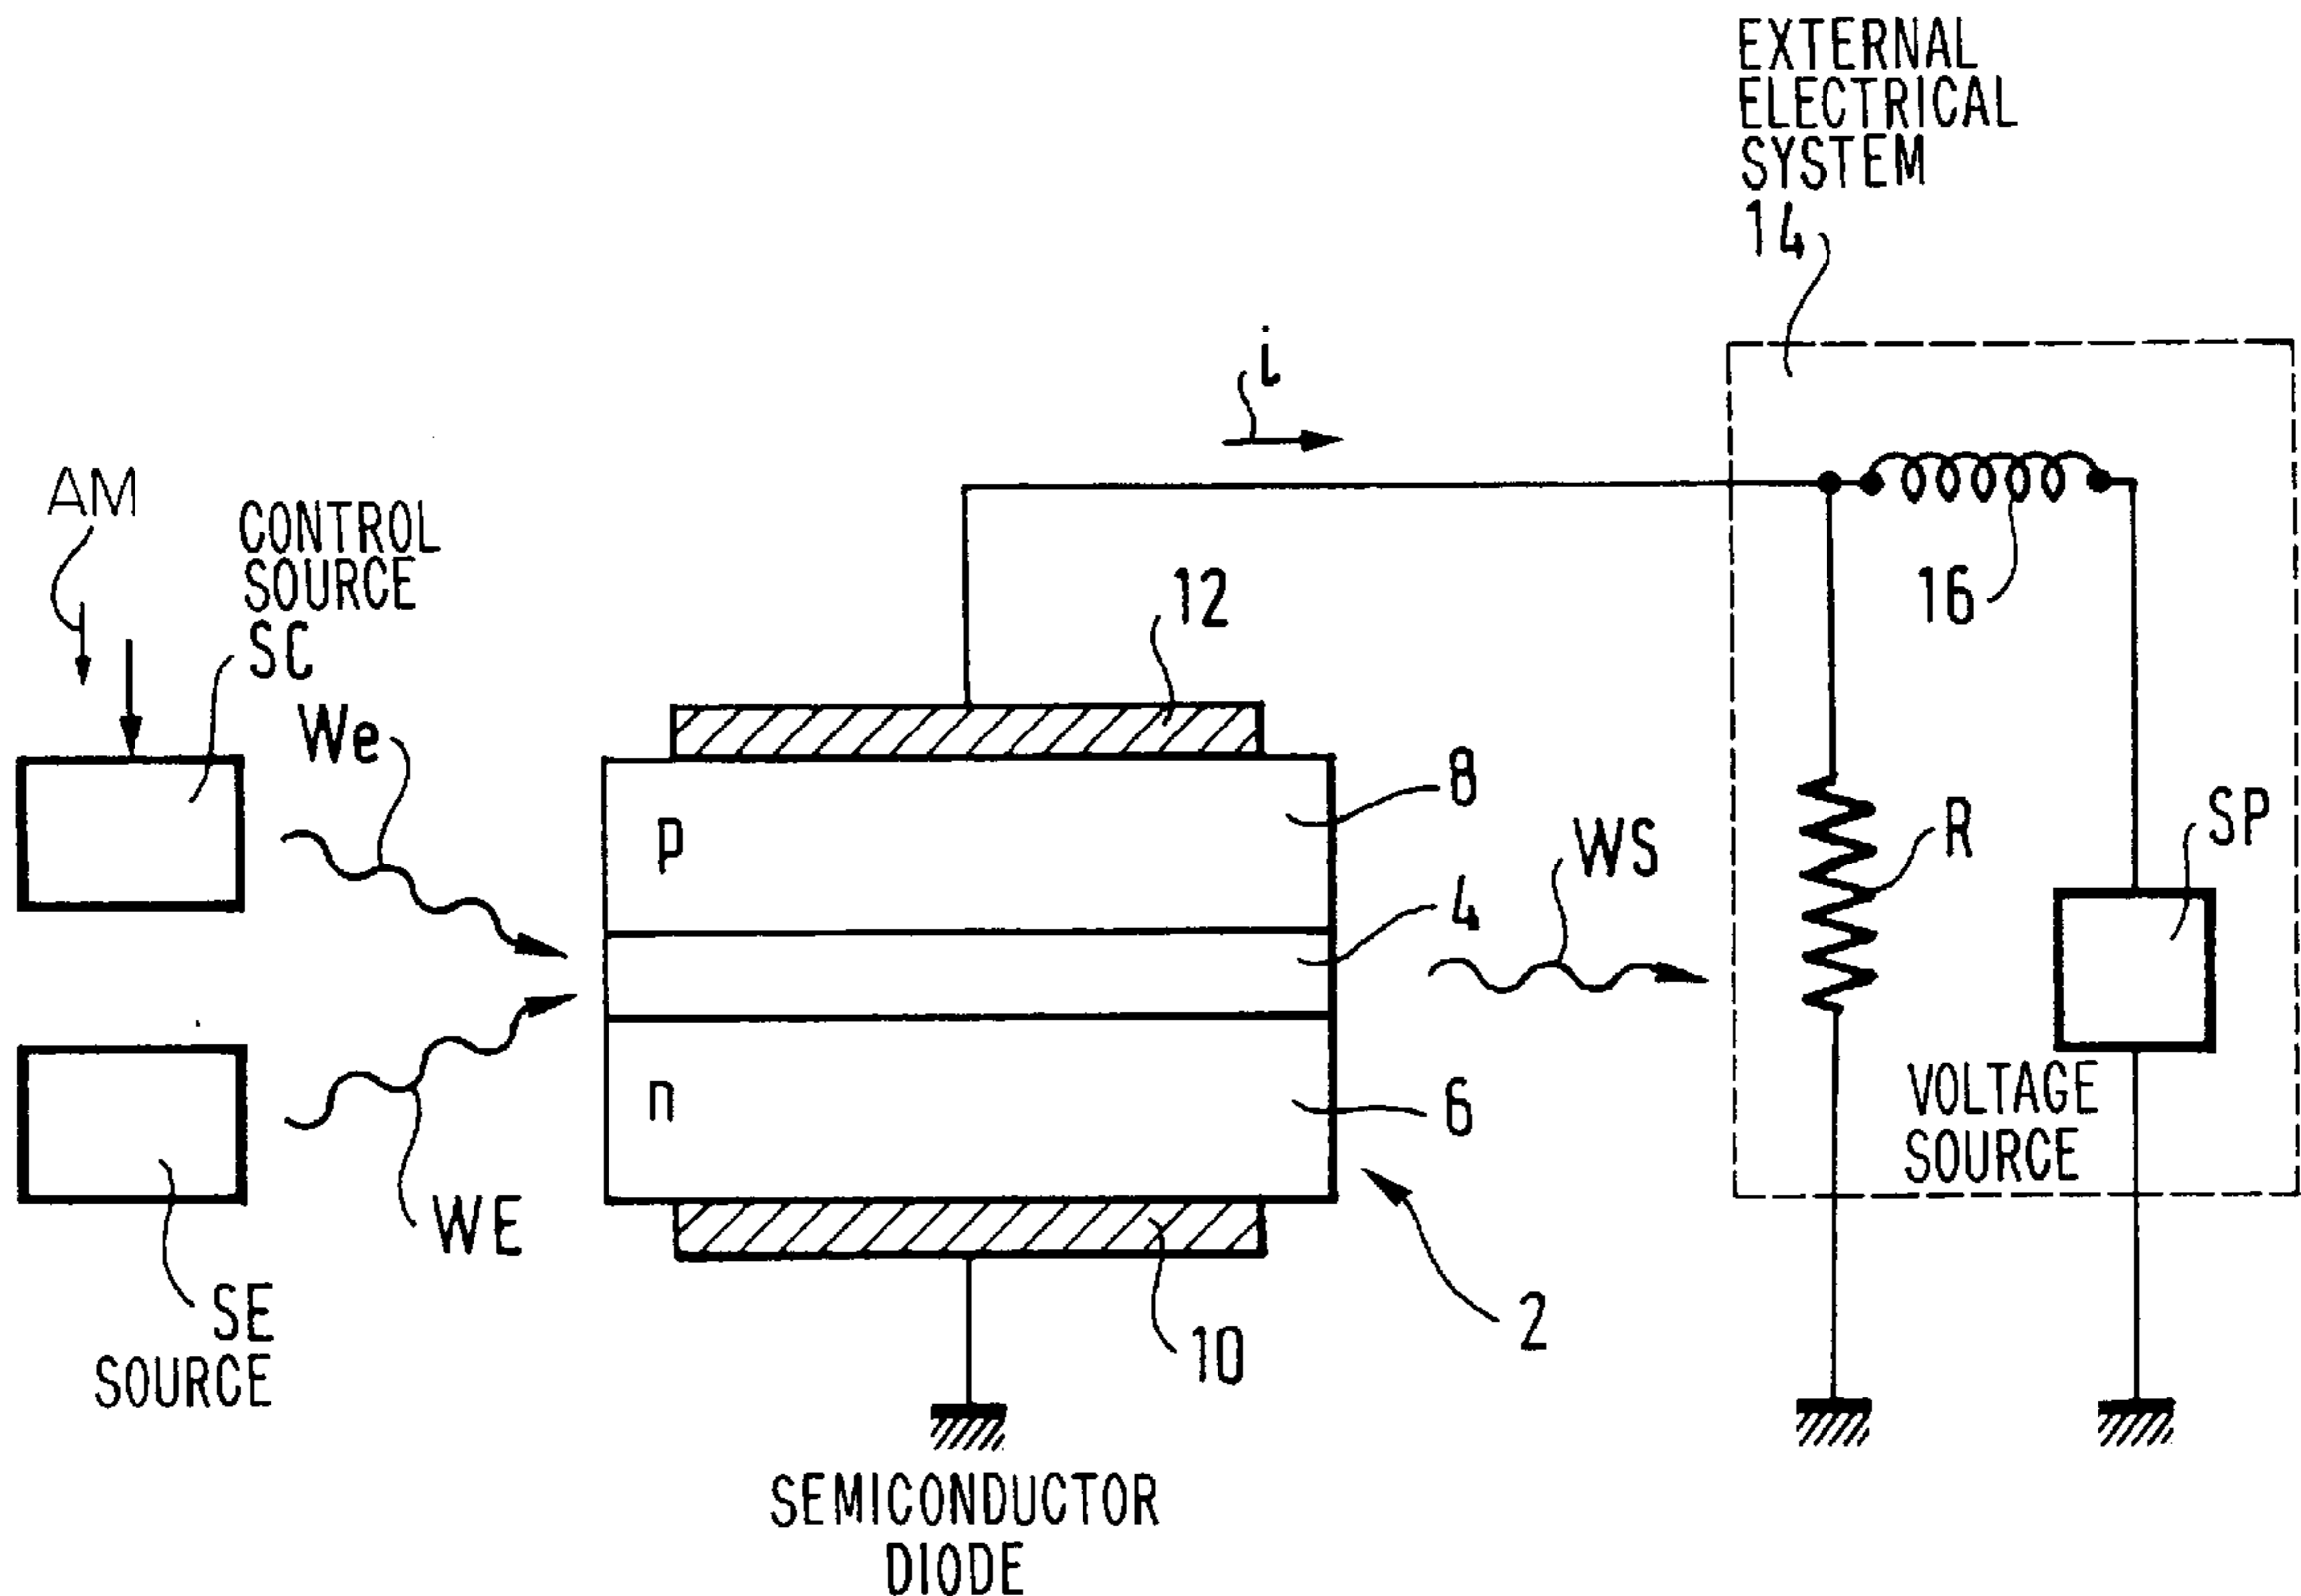 EXTERNAL
ELECTRICAL
SYSTEM
14
i
AM
CONTROL
SOURCE
SC
12
16
We
8
p
WS
R
SP
4
n
6
VOLTAGE
SOURCE
WE
SE
SOURCE
10
2
SEMICONDUCTOR
DIODE